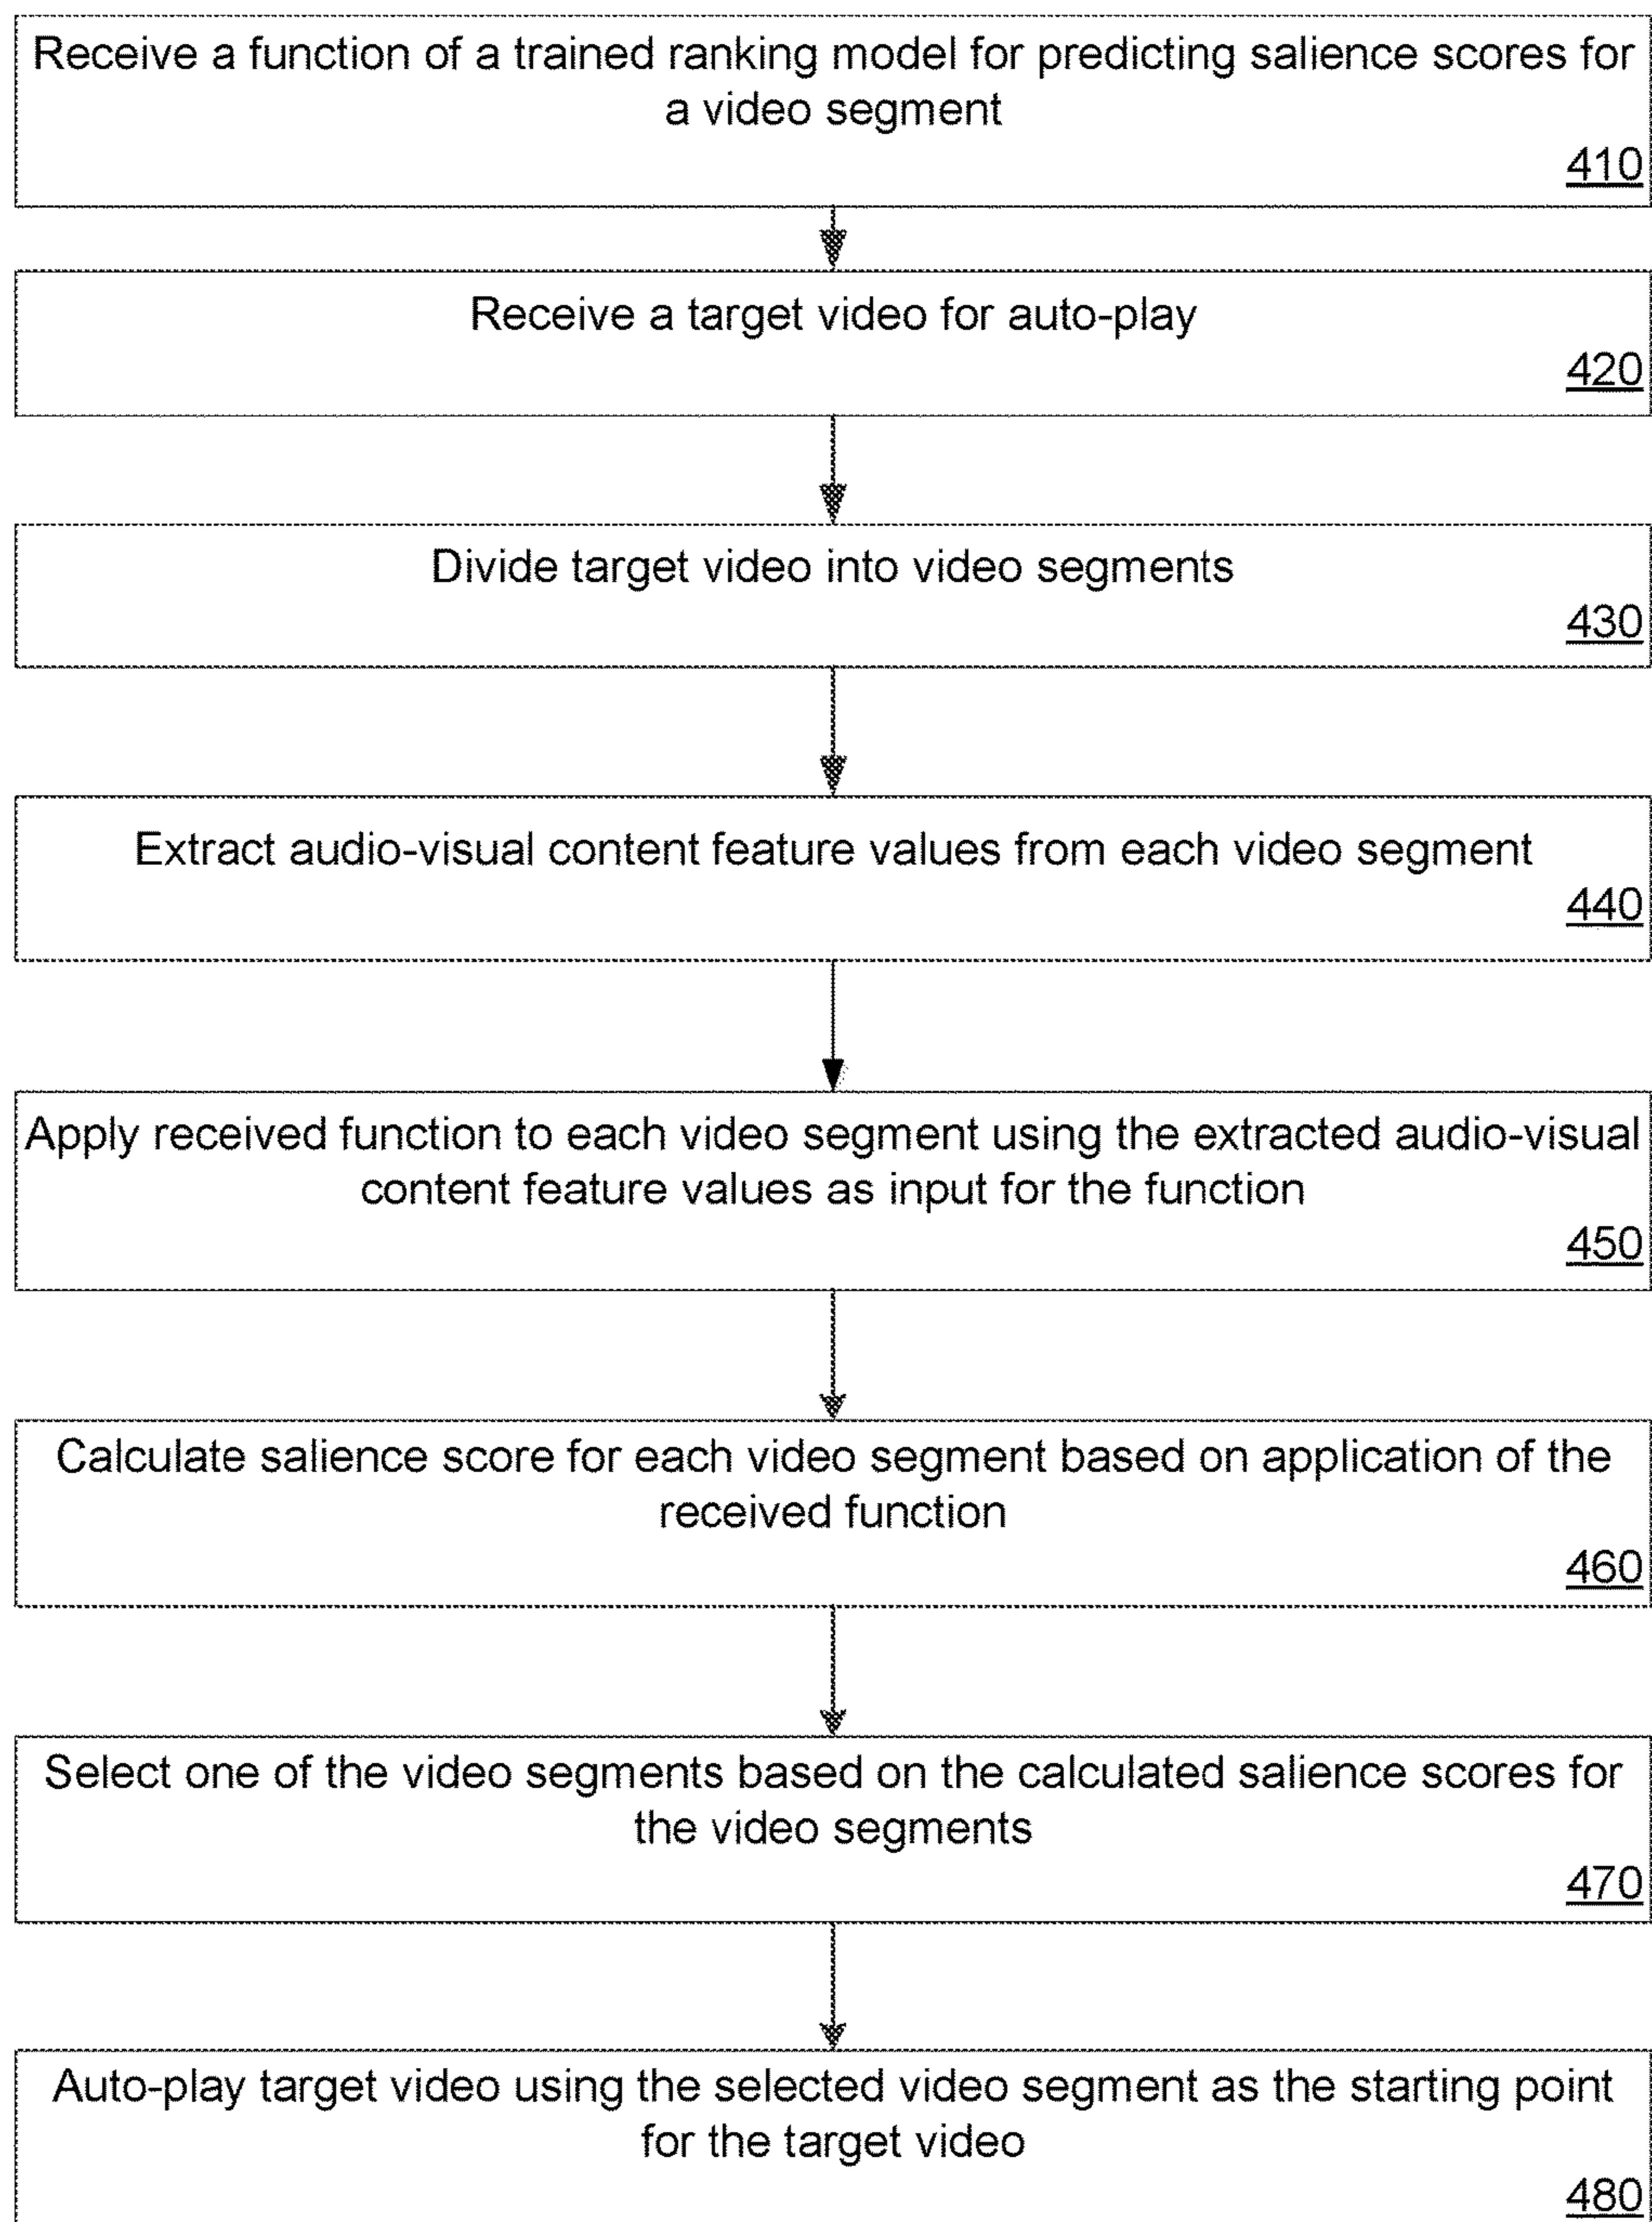 Receive a function of a trained ranking model for predicting salience scores for
a video segment
410
Receive a target video for auto-play
420
Divide target video into video segments
430
Extract audio-visual content feature values from each video segment
440
Apply received function to each video segment using the extracted audio-visual
content feature values as input for the function
450
Calculate salience score for each video segment based on application of the
received function
460
Select one of the video segments based on the calculated salience scores for
the video segments
470
Auto-play target video using the selected video segment as the starting point
for the target video
480